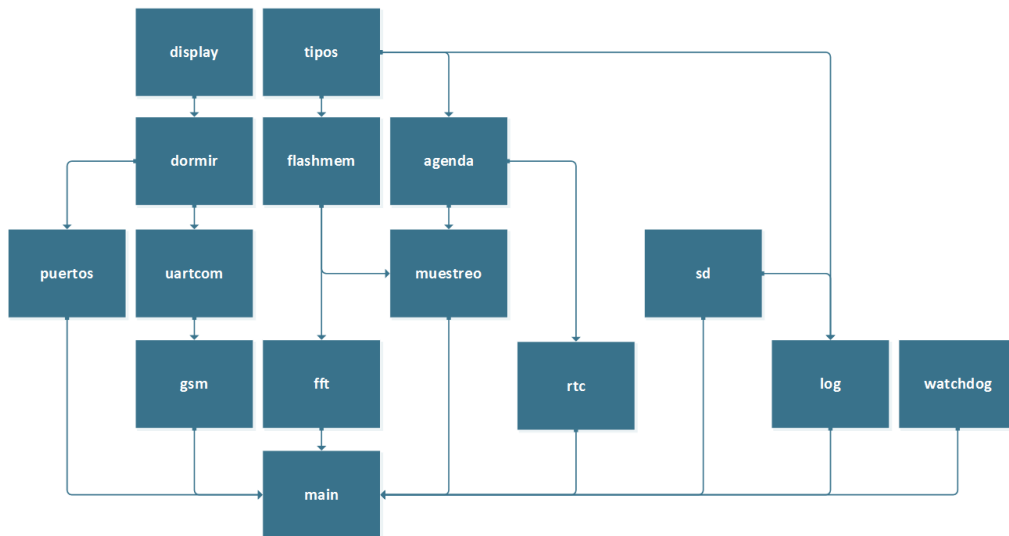 display
tipos
dormir
flashmem
agenda
puertos
uartcom
muestreo
sd
gsm
fft
rtc
log
watchdog
main